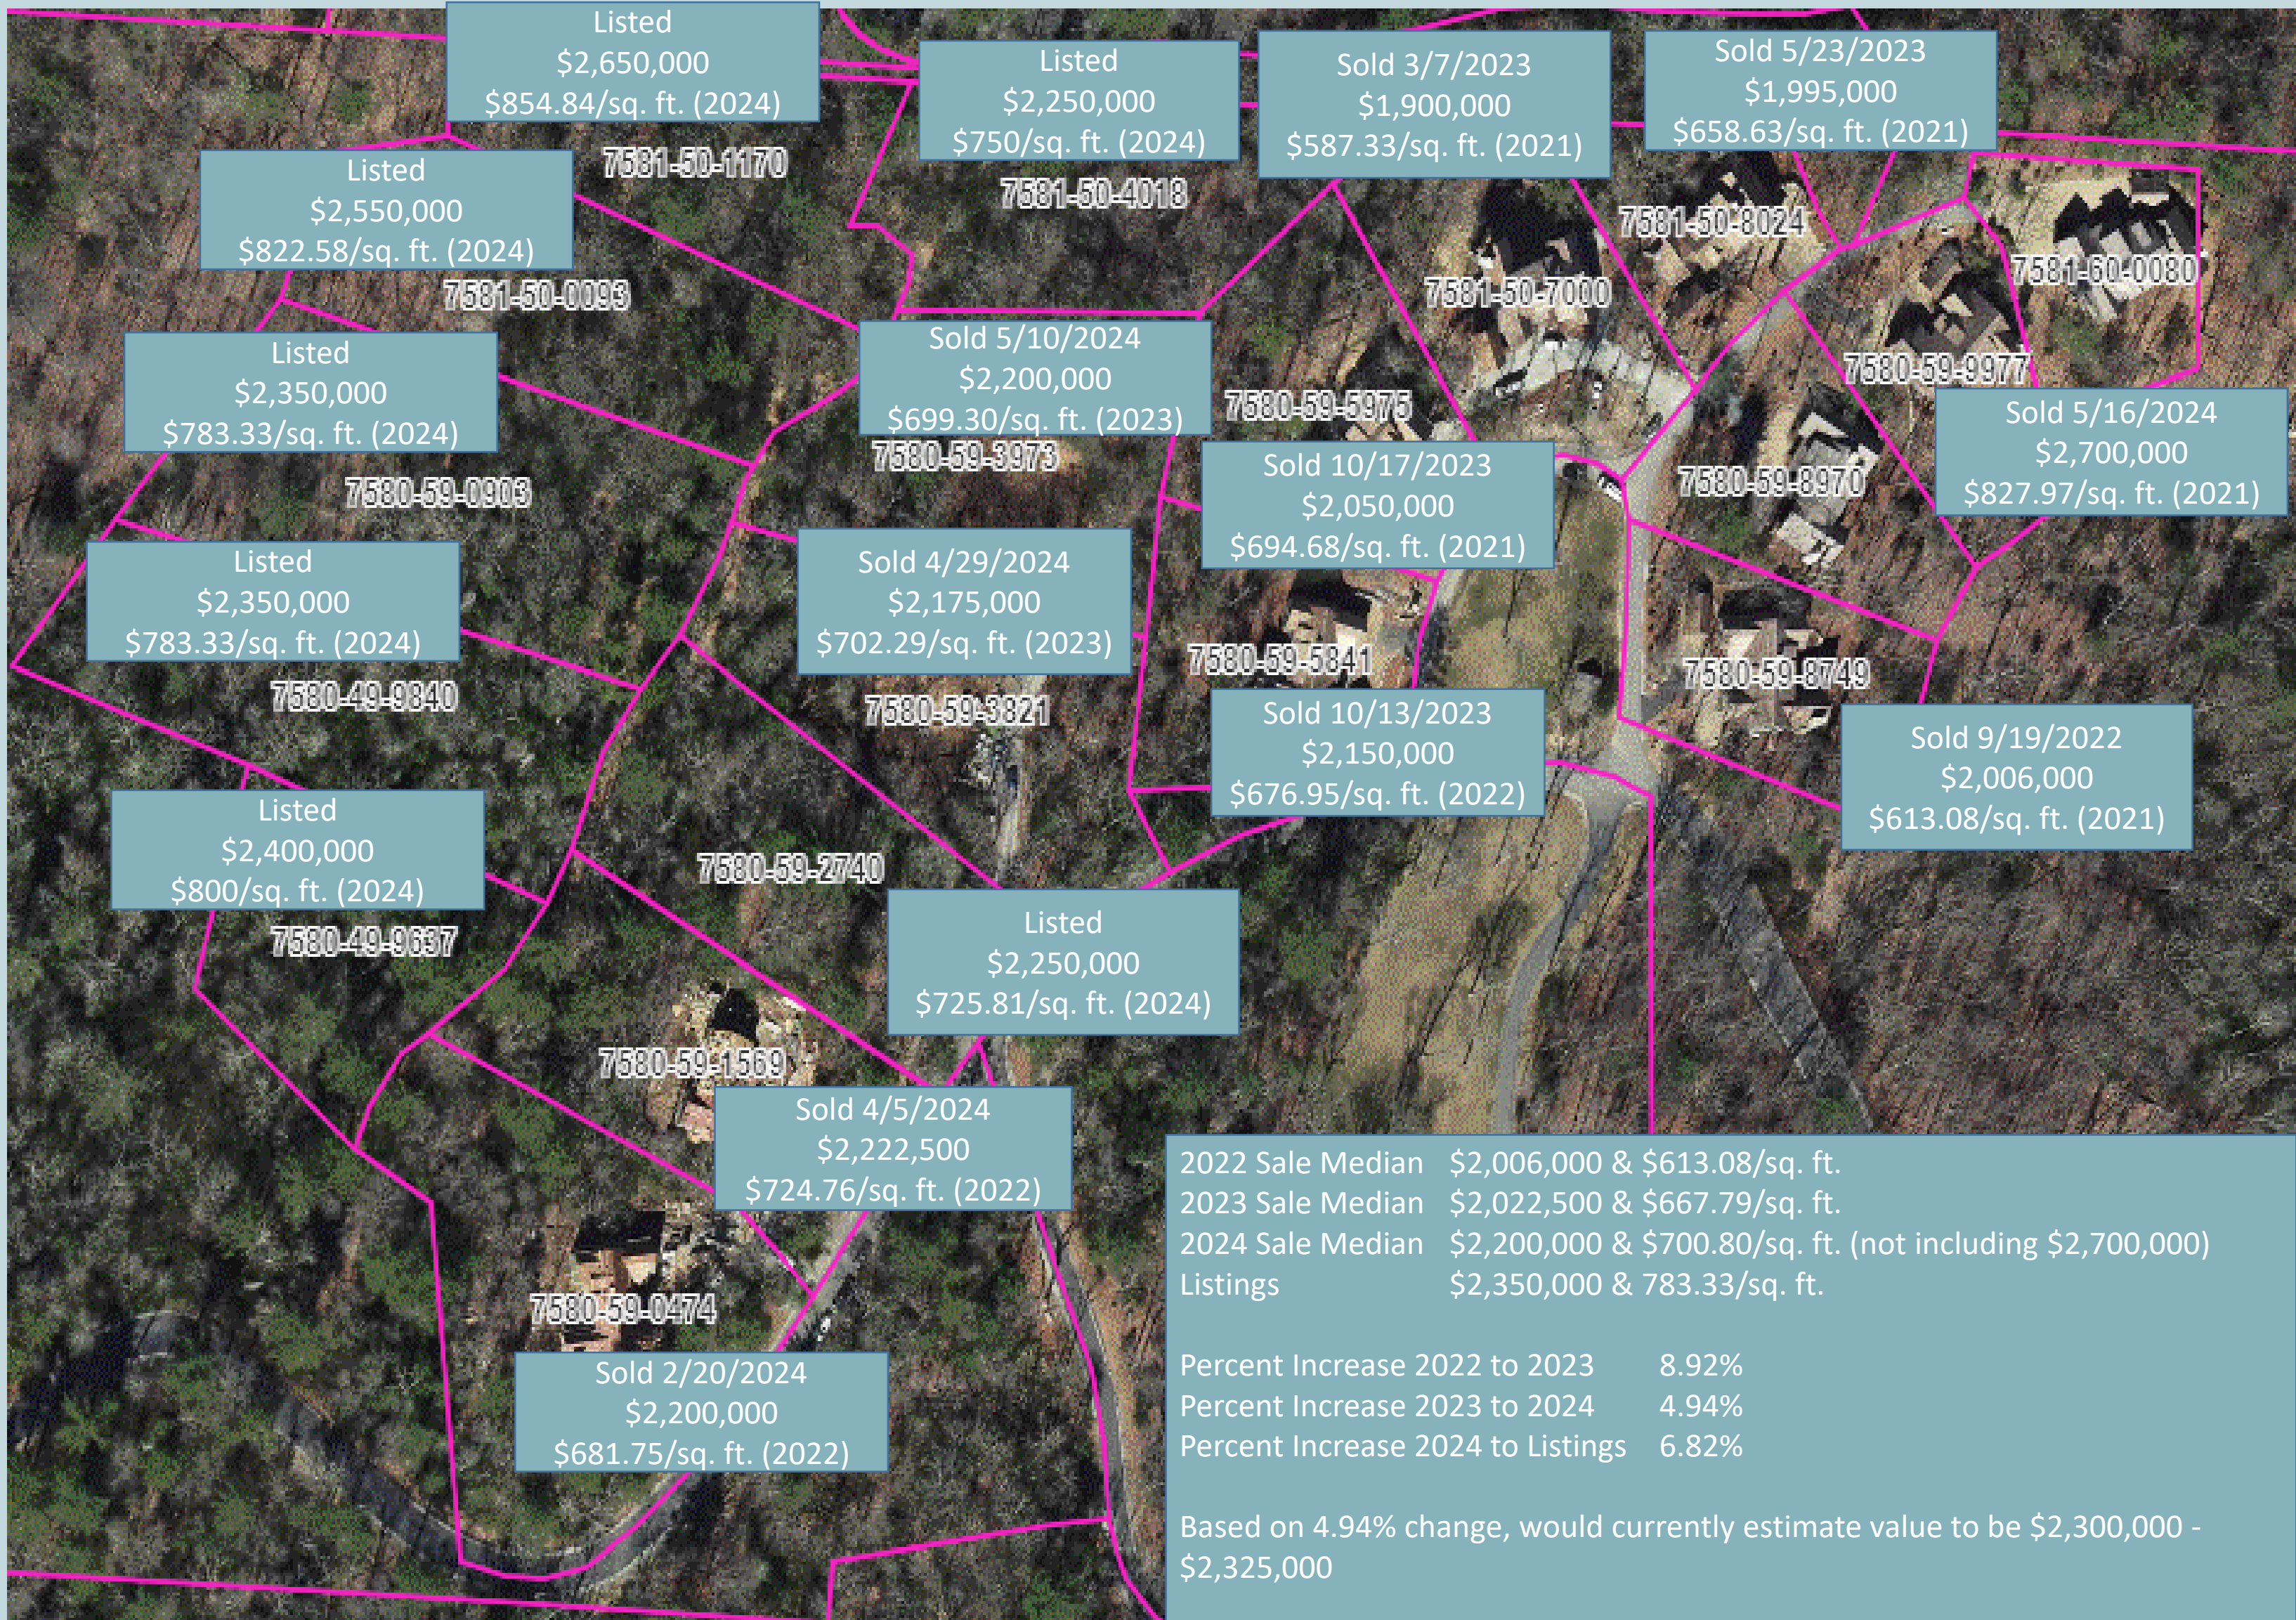 Listed
$2,650,000
$854.84/sq. ft. (2024)
7581-50-1170
Listed
$2,250,000
$750/sq. ft. (2024)
7581-50-4018
Sold 3/7/2023
$1,900,000
$587.33/sq. ft. (2021)
7581-50-7000
Sold 5/23/2023
$1,995,000
$658.63/sq. ft. (2021)
7581-50-8024
7581-60-0080
Listed
$2,550,000
$822.58/sq. ft. (2024)
7581-50-0093
Listed
$2,350,000
$783.33/sq. ft. (2024)
7580-59-0903
Sold 5/10/2024
$2,200,000
$699.30/sq. ft. (2023)
7580-59-3973
7580-59-5975
7580-59-9977
Sold 5/16/2024
$2,700,000
$827.97/sq. ft. (2021)
Sold 10/17/2023
$2,050,000
$694.68/sq. ft. (2021)
7580-59-8970
Listed
$2,350,000
$783.33/sq. ft. (2024)
7580-49-9840
Sold 4/29/2024
$2,175,000
$702.29/sq. ft. (2023)
7580-59-3821
7580-59-5841
7580-59-8749
Sold 10/13/2023
$2,150,000
$676.95/sq. ft. (2022)
Sold 9/19/2022
$2,006,000
$613.08/sq. ft. (2021)
Listed
$2,400,000
$800/sq. ft. (2024)
7580-49-9637
7580-59-2740
Listed
$2,250,000
$725.81/sq. ft. (2024)
7580-59-1569
Sold 4/5/2024
$2,222,500
$724.76/sq. ft. (2022)
7580-59-0474
Sold 2/20/2024
$2,200,000
$681.75/sq. ft. (2022)
2022 Sale Median $2,006,000 & $613.08/sq. ft.
2023 Sale Median $2,022,500 & $667.79/sq. ft.
2024 Sale Median $2,200,000 & $700.80/sq. ft. (not including $2,700,000)
Listings $2,350,000 & 783.33/sq. ft.
Percent Increase 2022 to 2023 8.92%
Percent Increase 2023 to 2024 4.94%
Percent Increase 2024 to Listings 6.82%
Based on 4.94% change, would currently estimate value to be $2,300,000 -
$2,325,000